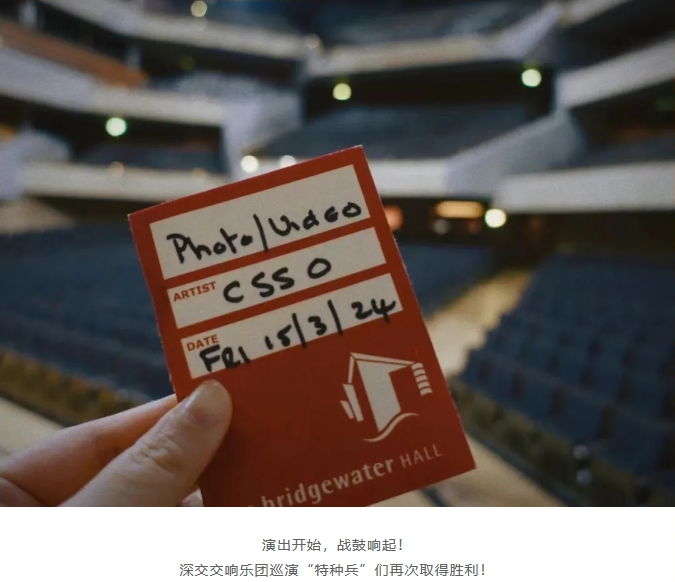 Photo/Video
ARTIST CSSO
DATE FRI 15/3/24
bridgewater HALL
演出开始，战鼓响起！
深交交响乐团巡演“特种兵”们再次取得胜利！